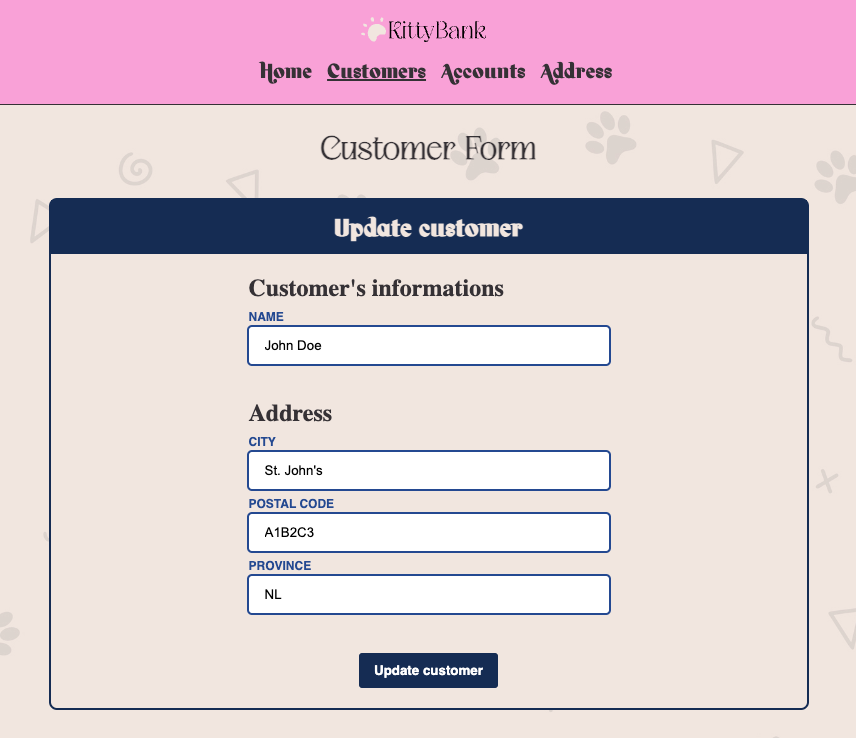 KittyBank
Home Customers Accounts Address
Customer Form
Update customer
Customer's informations
NAME
John Doe
Address
CITY
St. John's
POSTAL CODE
A1B2C3
PROVINCE
NL
Update customer